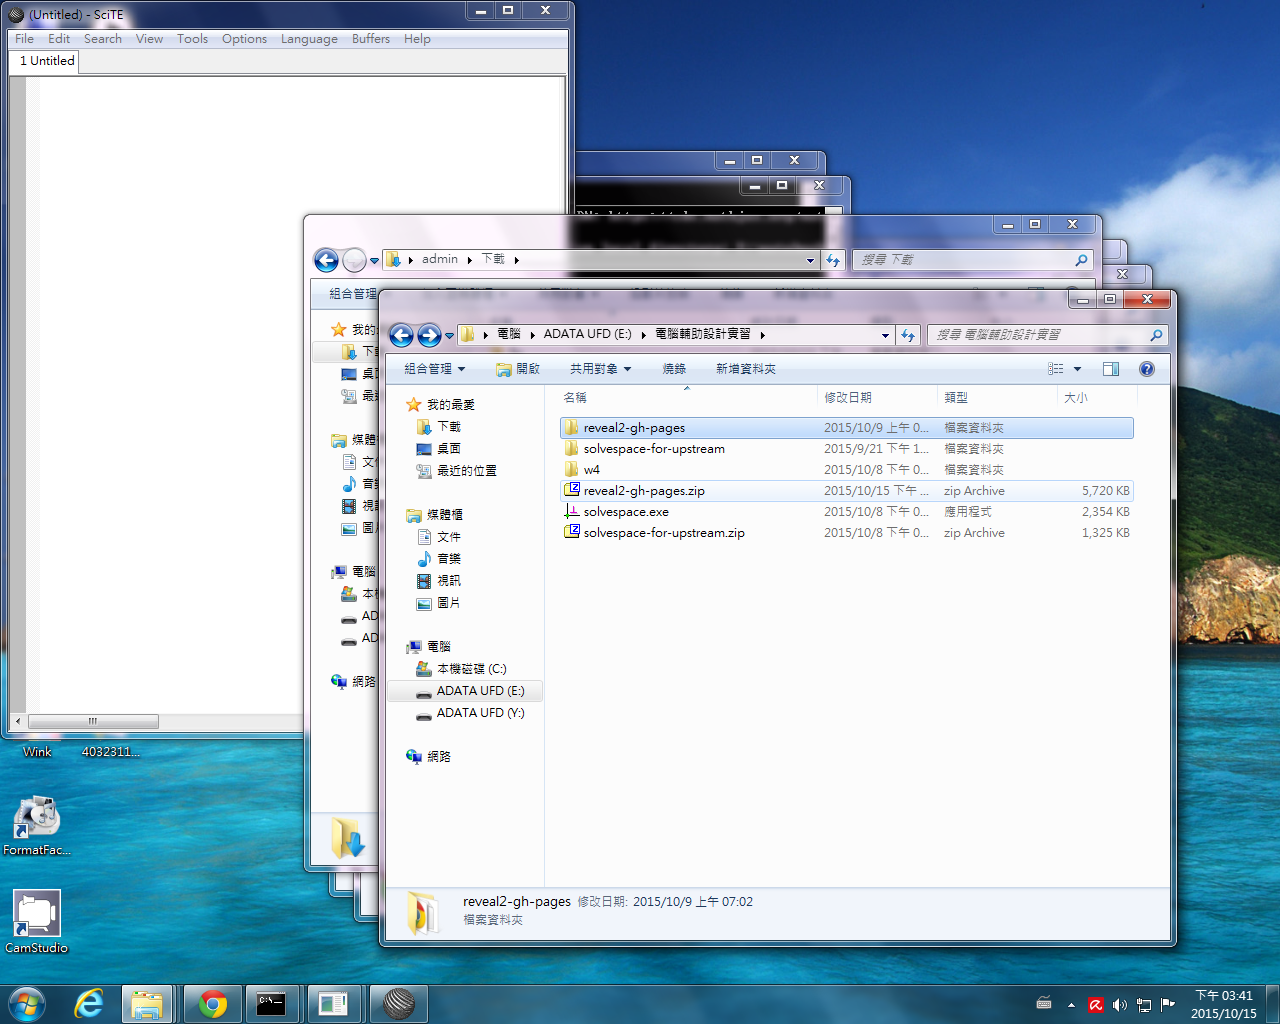 (Untitled) - SciTE
File Edit Search View Tools Options Language Buffers Help
1 Untitled
admin 下載
搜尋 下載
組合管理
我的
下
桌
最
媒體
文
音
視
圖
電腦
本
AD
AD
網路
電腦 ADATA UFD (E:) 電腦輔助設計實習
搜尋 電腦輔助設計實習
組合管理 開啟 共用對象 燒錄 新增資料夾
我的最愛
下載
桌面
最近的位置
媒體櫃
文件
音樂
視訊
圖片
電腦
本機磁碟 (C:)
ADATA UFD (E:)
ADATA UFD (Y:)
網路
名稱 修改日期 類型 大小
reveal2-gh-pages 2015/10/9 上午 0... 檔案資料夾
solvespace-for-upstream 2015/9/21 下午 1... 檔案資料夾
w4 2015/10/8 下午 0... 檔案資料夾
reveal2-gh-pages.zip 2015/10/15 下午 ... zip Archive 5,720 KB
solvespace.exe 2015/10/8 下午 0... 應用程式 2,354 KB
solvespace-for-upstream.zip 2015/10/8 下午 0... zip Archive 1,325 KB
reveal2-gh-pages 修改日期: 2015/10/9 上午 07:02
檔案資料夾
Wink
4032311...
FormatFac...
CamStudio
下午 03:41
2015/10/15